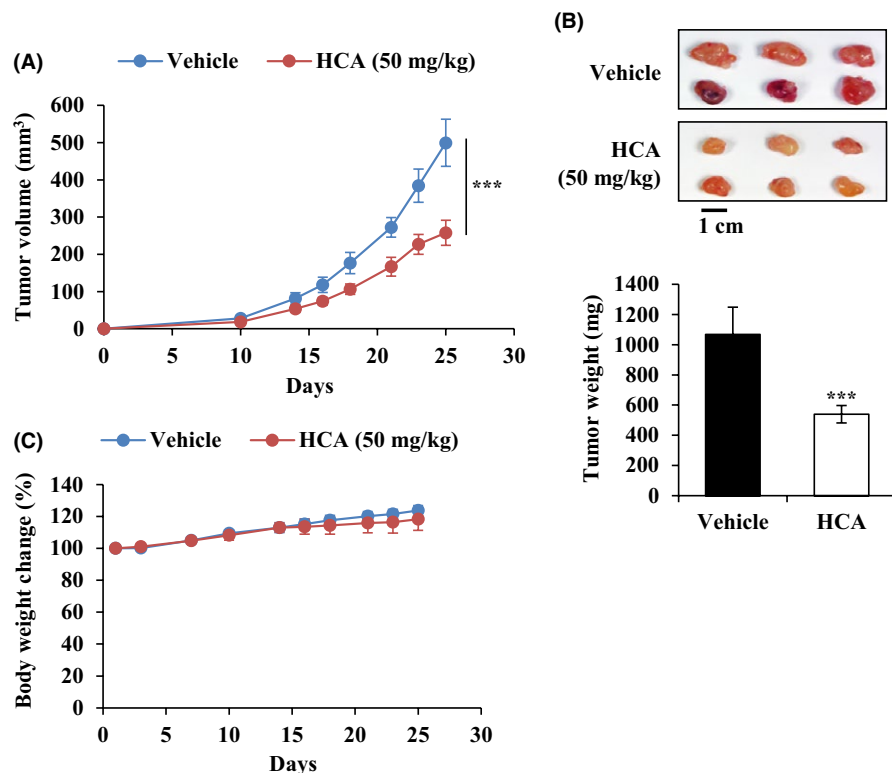 (A)
Vehicle
HCA (50 mg/kg)
Tumor volume (mm³)
600
500
400
300
200
100
0
***
0 5 10 15 20 25 30
Days
(B)
Vehicle
HCA
(50 mg/kg)
1 cm
Tumor weight (mg)
1400
1200
1000
800
600
400
200
0
***
Vehicle HCA
(C)
Vehicle
HCA (50 mg/kg)
Body weight change (%)
140
120
100
80
60
40
20
0
0 5 10 15 20 25 30
Days